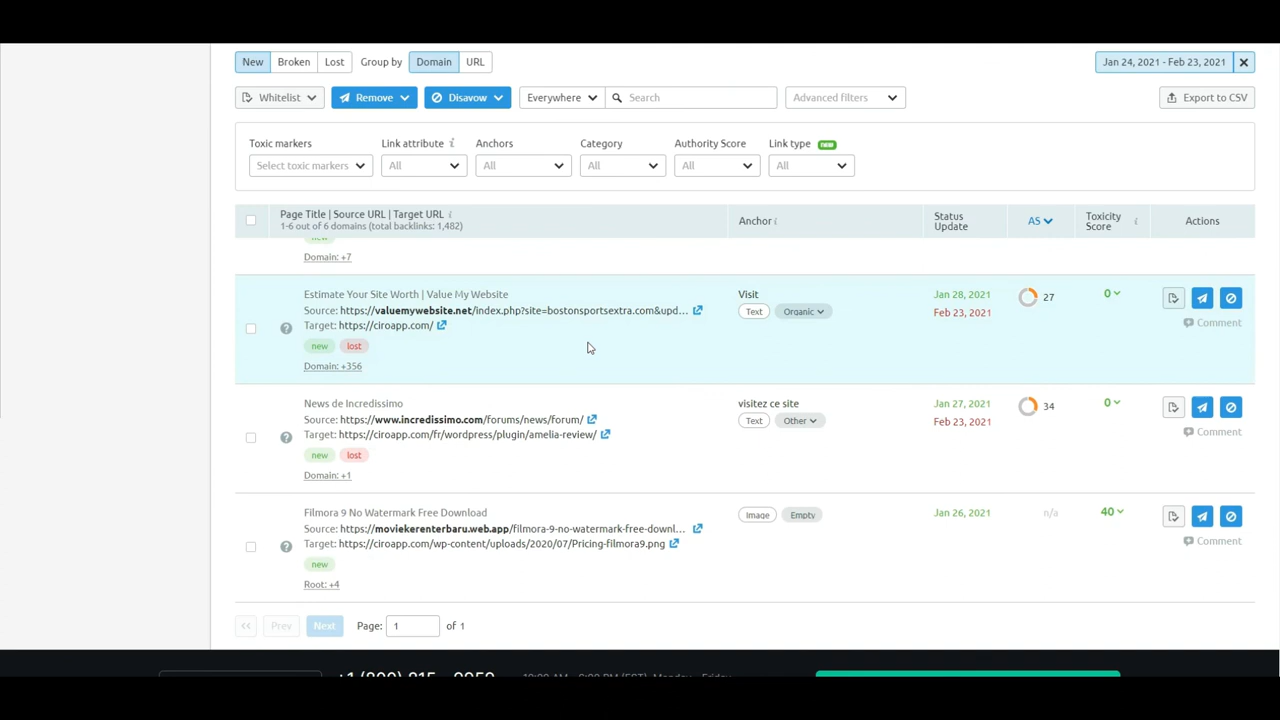 New Broken Lost Group by Domain URL Jan 24, 2021 - Feb 23, 2021
Whitelist Remove Disavow Everywhere Search Advanced filters Export to CSV
Toxic markers Link attribute i Anchors Category Authority Score Link type new
Select toxic markers All All All All All
Page Title | Source URL | Target URL i Anchor i Status Update AS Toxicity Score i Actions
1-6 out of 6 domains (total backlinks: 1,482)
new
Domain: +7
Estimate Your Site Worth | Value My Website Visit Jan 28, 2021 27 0
Source: https://valuemywebsite.net/index.php?site=bostonsportsextra.com&upd... Text Organic Feb 23, 2021
Target: https://ciroapp.com/ Comment
new lost
Domain: +356
News de Incredissimo visitez ce site Jan 27, 2021 34 0
Source: https://www.incredissimo.com/forums/news/forum/ Text Other Feb 23, 2021
Target: https://ciroapp.com/fr/wordpress/plugin/amelia-review/ Comment
new lost
Domain: +1
Filmora 9 No Watermark Free Download Image Empty Jan 26, 2021 n/a 40
Source: https://moviekerenterbaru.web.app/filmora-9-no-watermark-free-downl...
Target: https://ciroapp.com/wp-content/uploads/2020/07/Pricing-filmora9.png Comment
new
Root: +4
<< Prev Next Page: 1 of 1